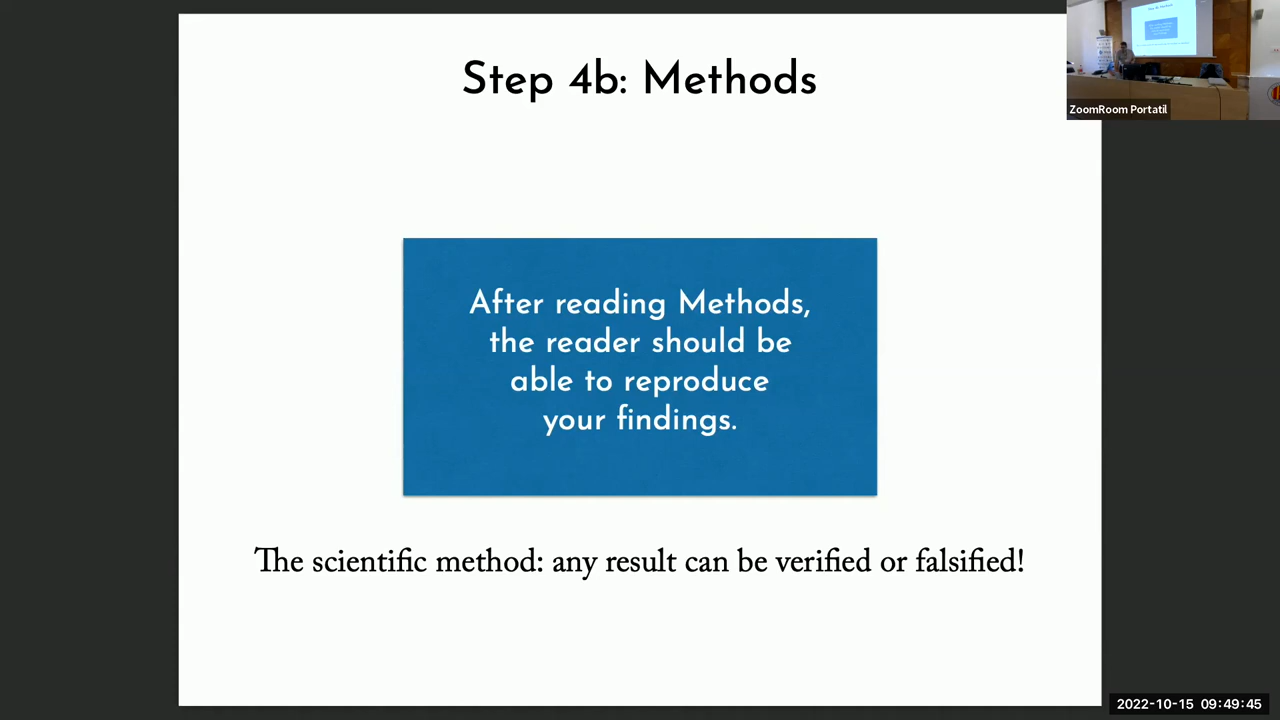 Step 4b: Methods
ZoomRoom Portatil
After reading Methods,
the reader should be
able to reproduce
your findings.
The scientific method: any result can be verified or falsified!
2022-10-15 09:49:45